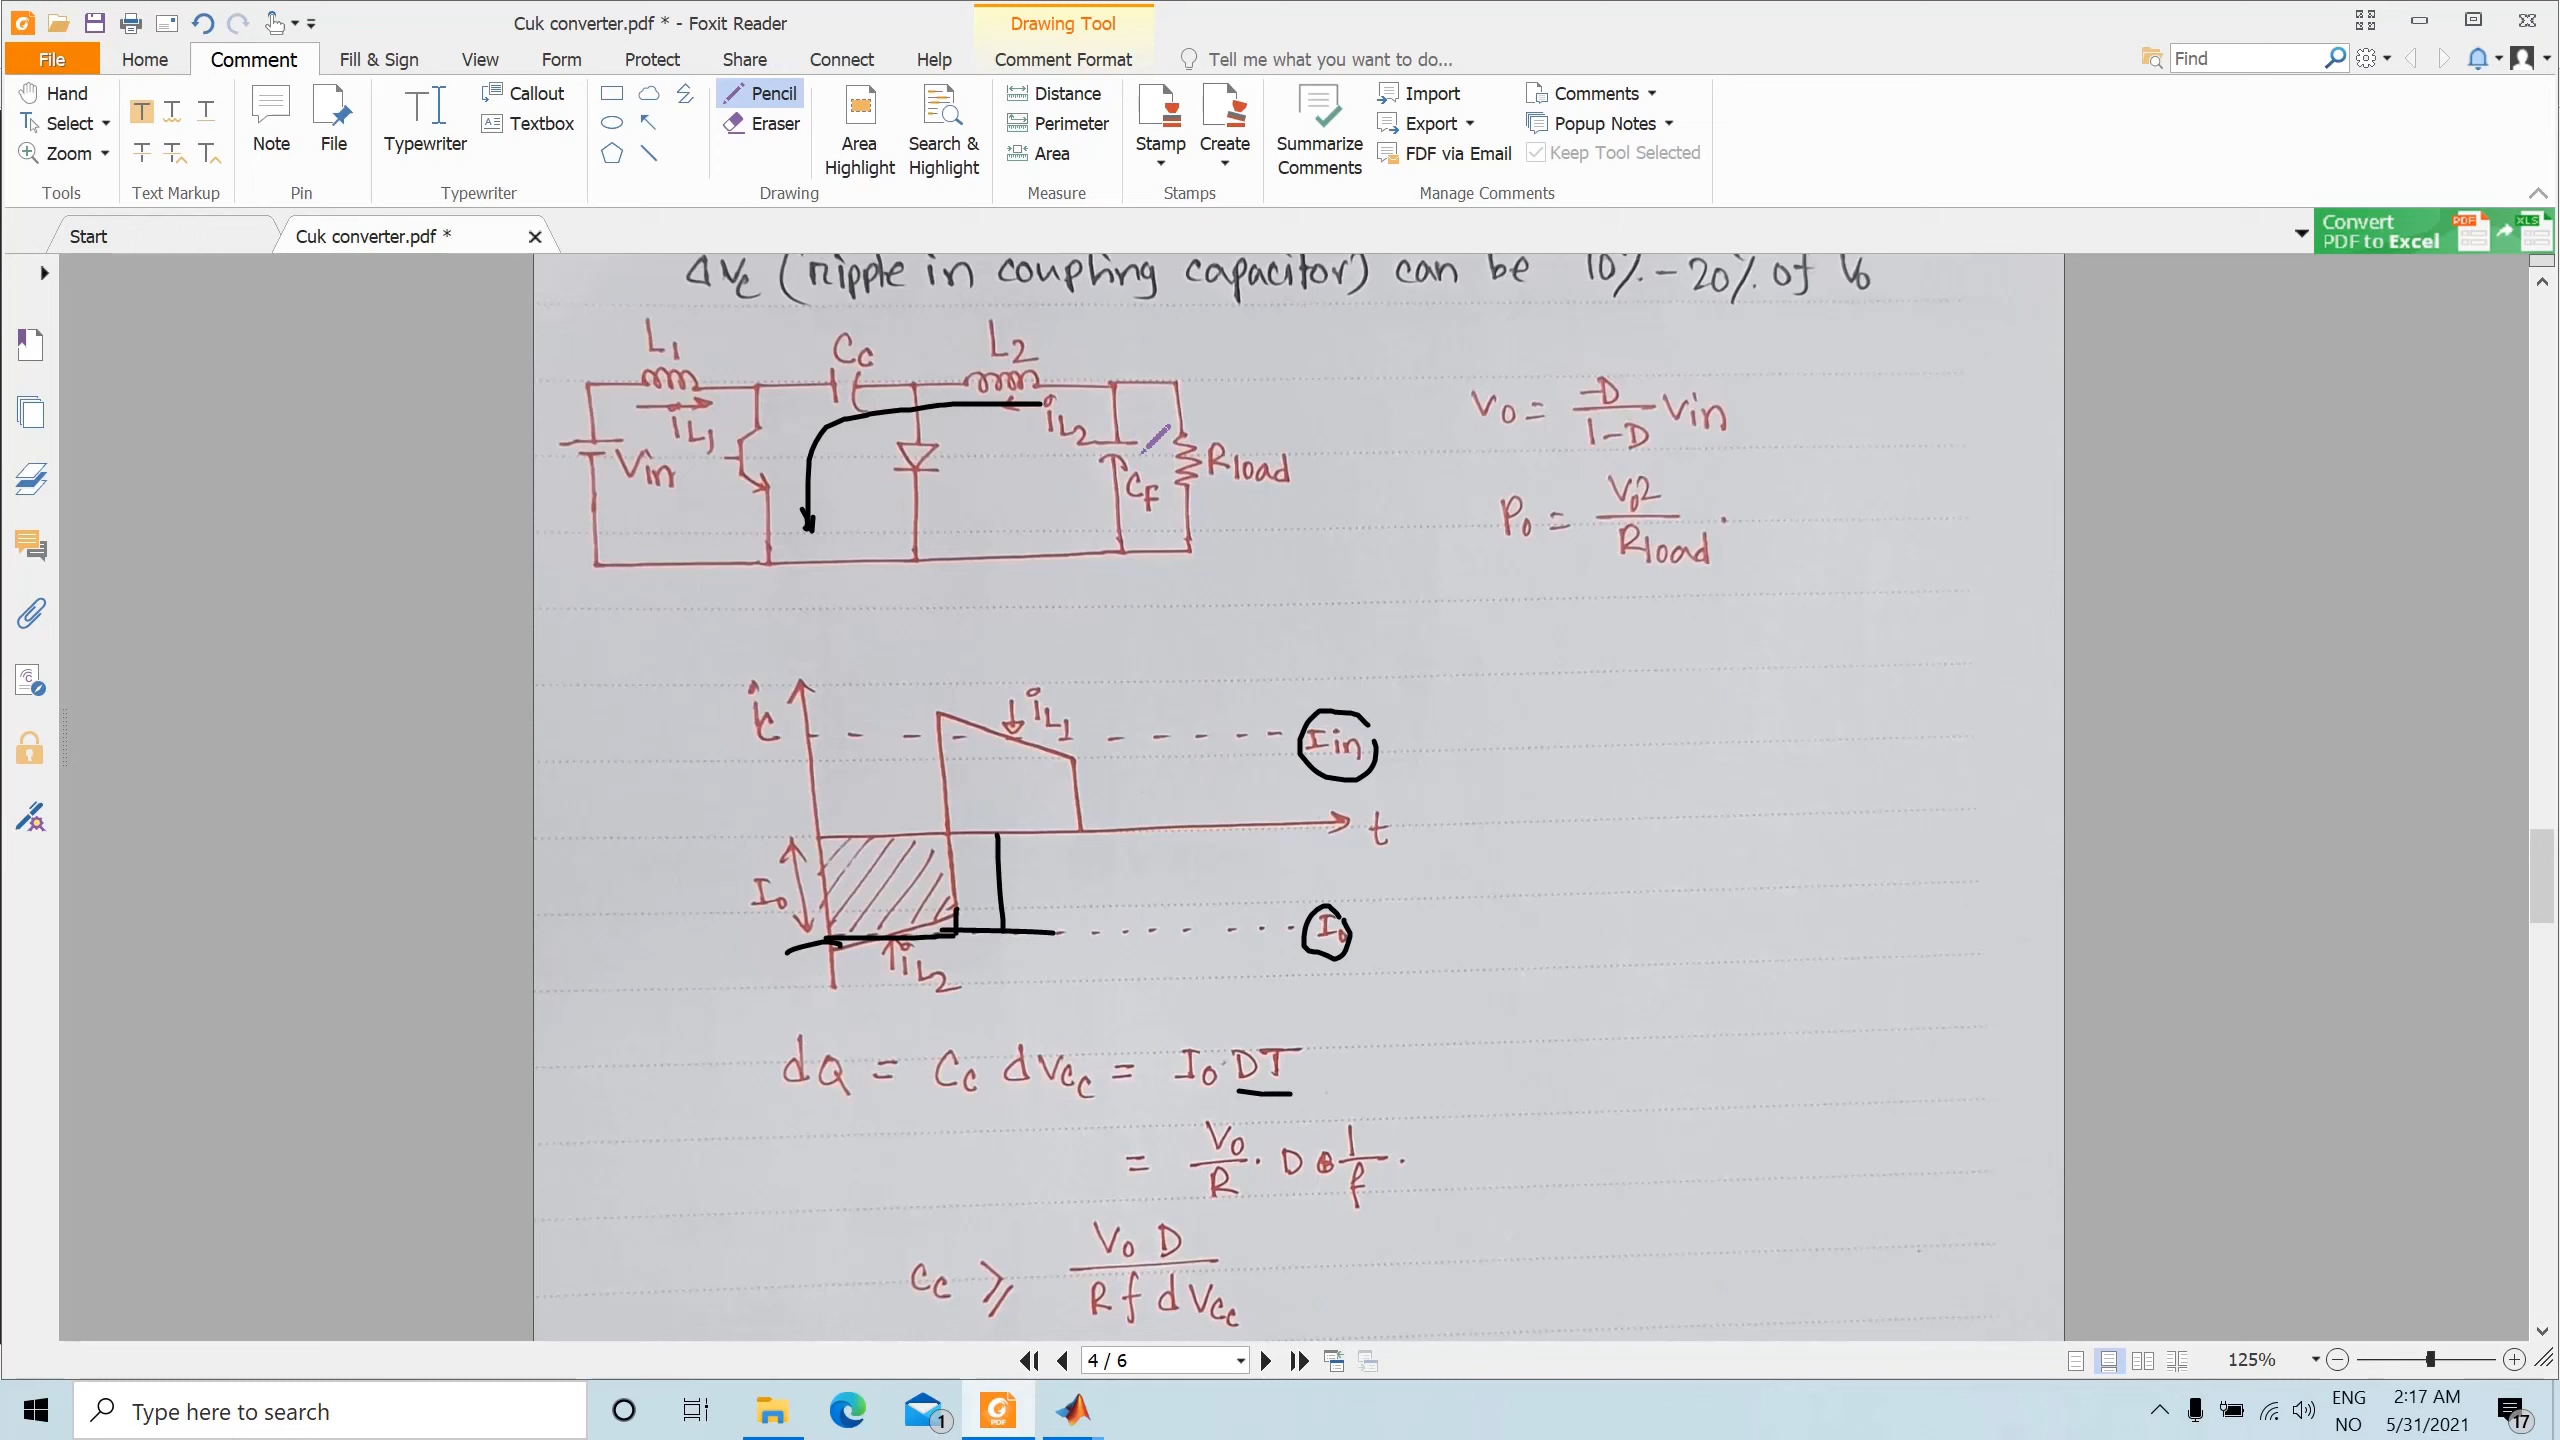 Cuk converter.pdf * - Foxit Reader
Drawing Tool
File Home Comment Fill & Sign View Form Protect Share Connect Help Comment Format Tell me what you want to do... Find
Hand
Select
Zoom
Tools
Text Markup
Note
File
Pin
Typewriter
Callout
Textbox
Typewriter
Pencil
Eraser
Area Highlight
Search & Highlight
Drawing
Distance
Perimeter
Area
Measure
Stamp
Create
Stamps
Summarize Comments
Import
Export
FDF via Email
Comments
Popup Notes
Keep Tool Selected
Manage Comments
Start
Cuk converter.pdf *
Convert
PDF to Excel
PDF
XLS
ΔVc (ripple in coupling capacitor) can be 10% - 20% of Vo
L1 Cc L2
iL1 iL2
Vin CF Rload
Vo = -D/1-D Vin
Po = Vo2/Rload .
ic iL1 Iin
t
Io Io
iL2
dQ = Cc dVCc = Io DT
= Vo/R . D . 1/f .
Cc ⩾ Vo D / R f dVCc
4 / 6
125%
Type here to search
1
PDF
ENG
NO
2:17 AM
5/31/2021
17